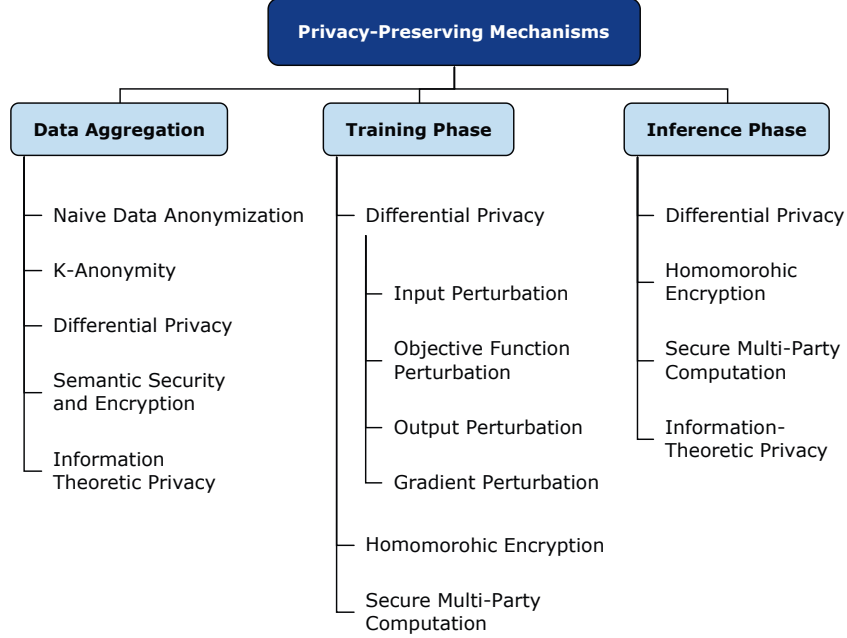 Privacy-Preserving Mechanisms
Data Aggregation
Naive Data Anonymization
K-Anonymity
Differential Privacy
Semantic Security
and Encryption
Information
Theoretic Privacy
Training Phase
Differential Privacy
Input Perturbation
Objective Function
Perturbation
Output Perturbation
Gradient Perturbation
Homomorohic Encryption
Secure Multi-Party
Computation
Inference Phase
Differential Privacy
Homomorohic
Encryption
Secure Multi-Party
Computation
Information-
Theoretic Privacy